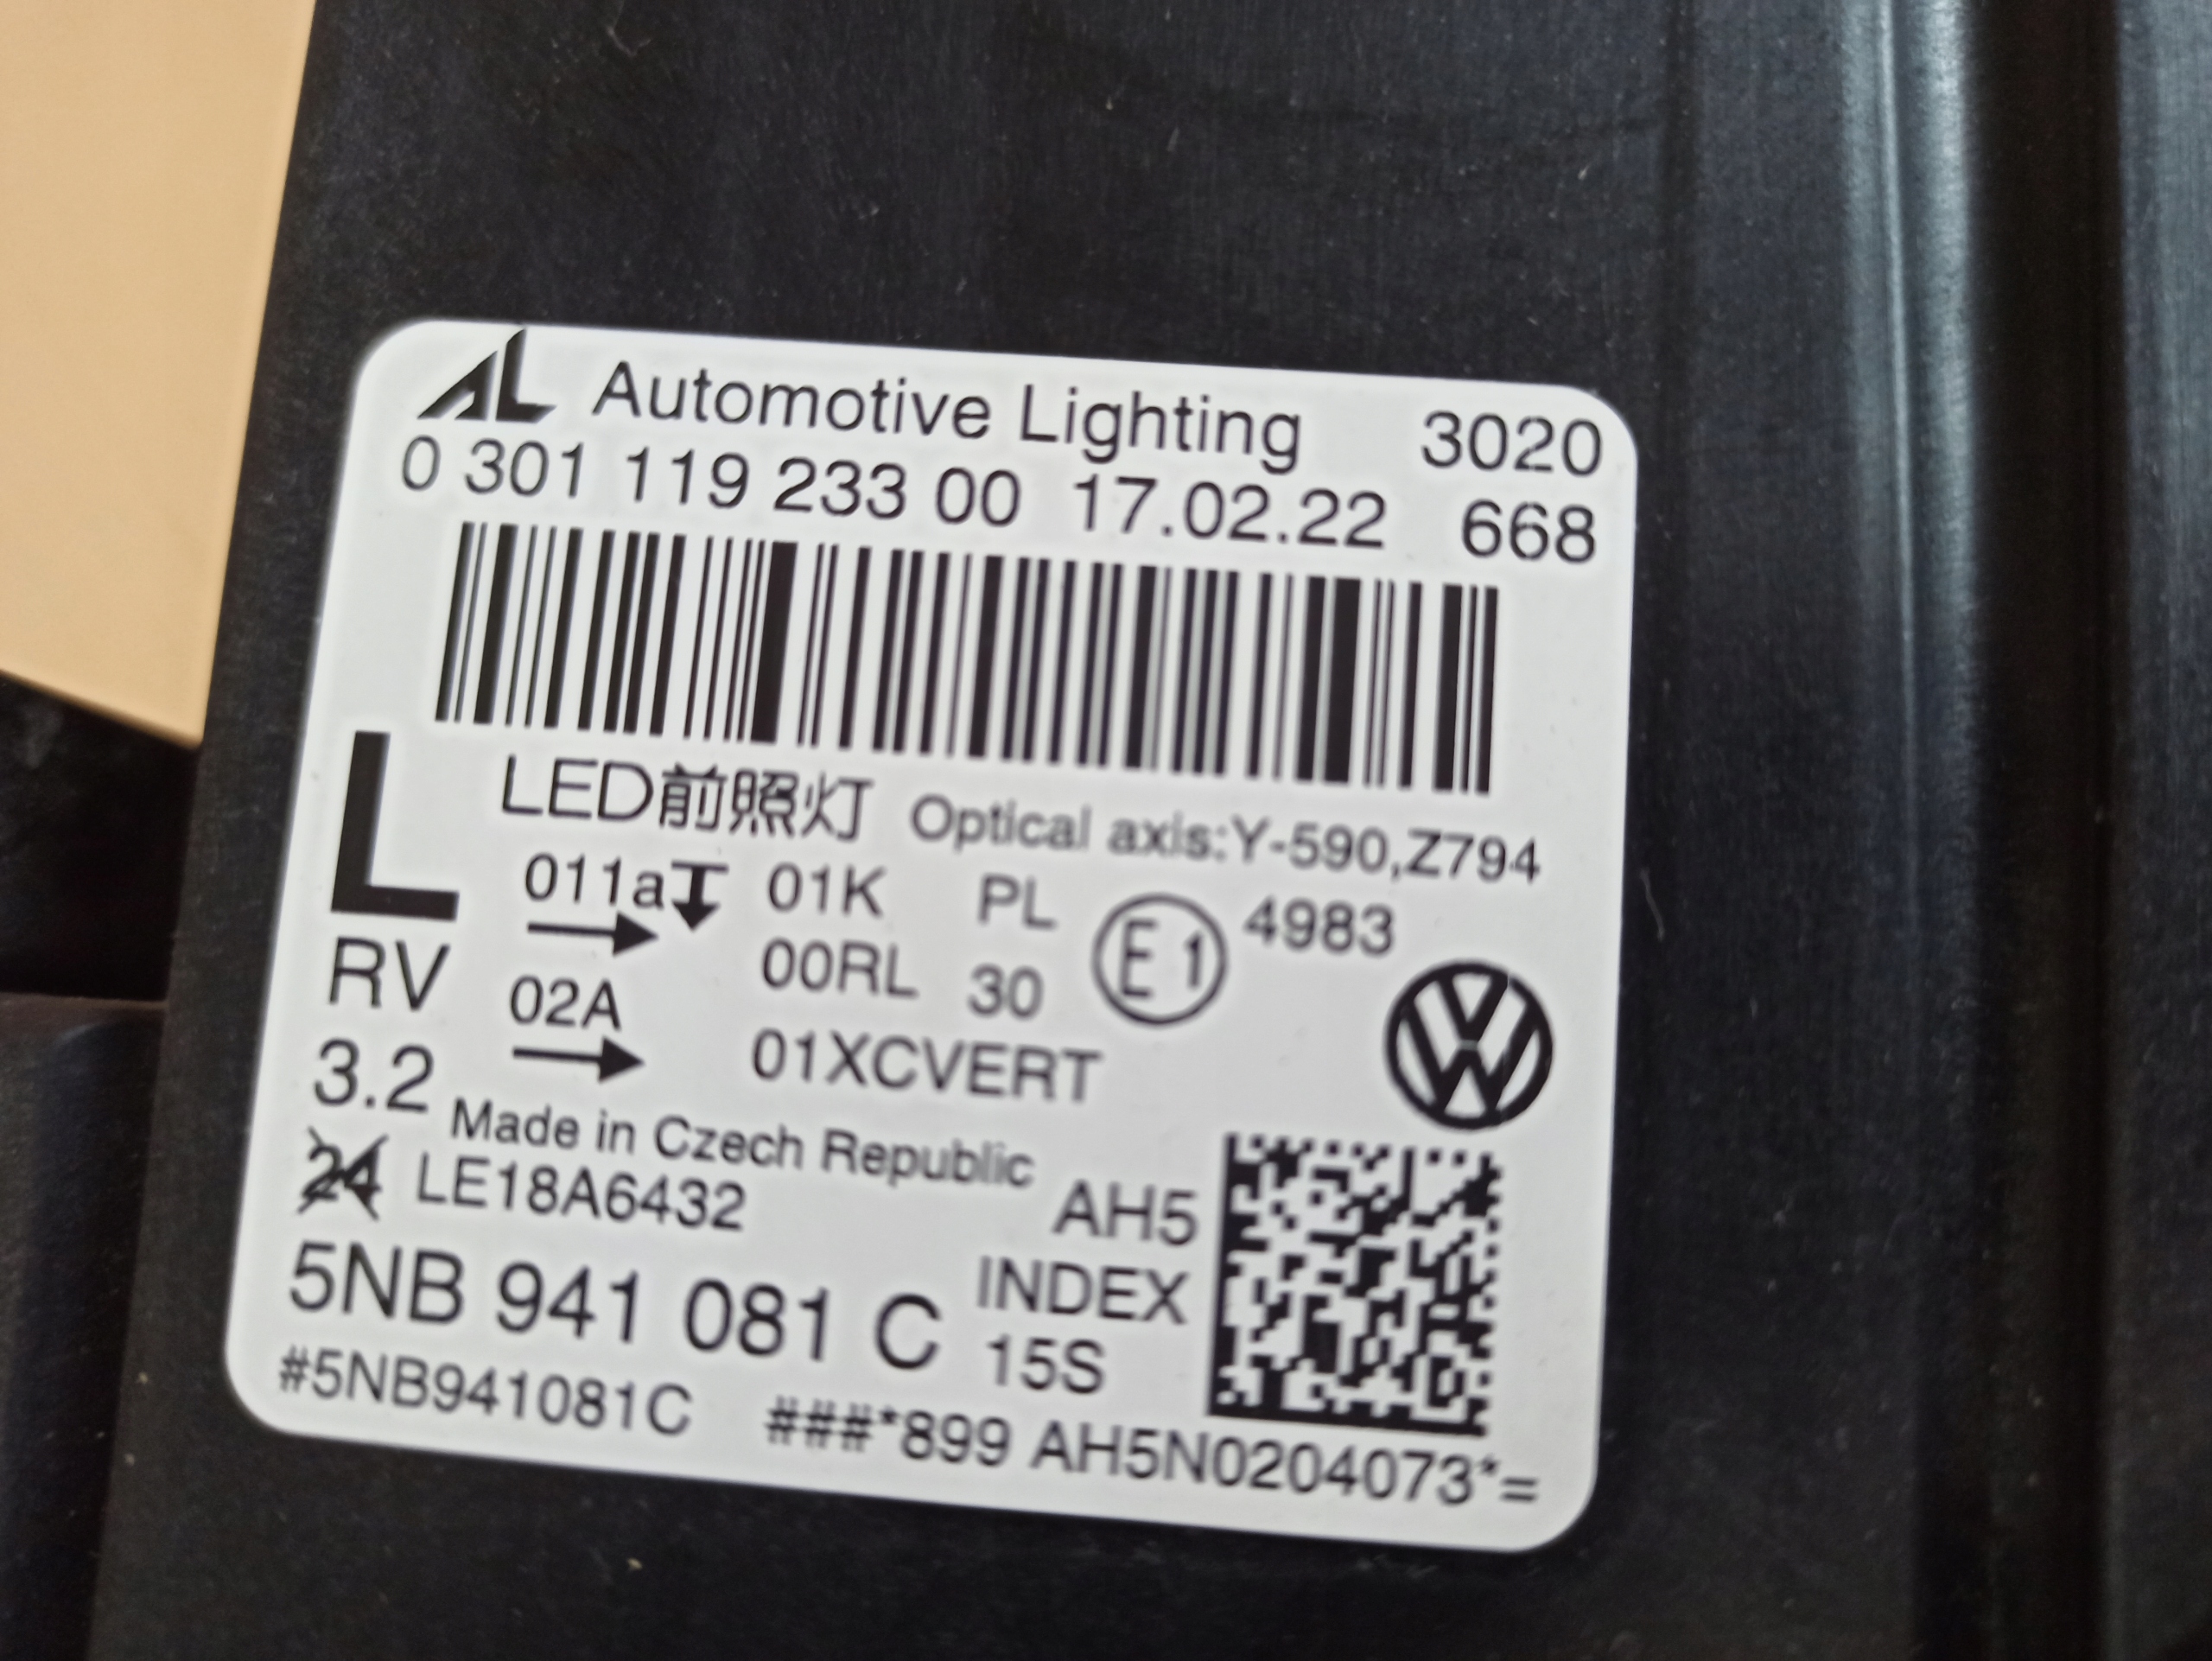 AL Automotive Lighting 3020
0 301 119 233 00 17.02.22 668
L LED前照灯 Optical axis:Y-590,Z794
011a 01K PL E1 4983
RV 02A 00RL 30
3.2 01XCVERT
Made in Czech Republic
24 LE18A6432 AH5
5NB 941 081 C INDEX
15S
#5NB941081C ###*899 AH5N0204073*=